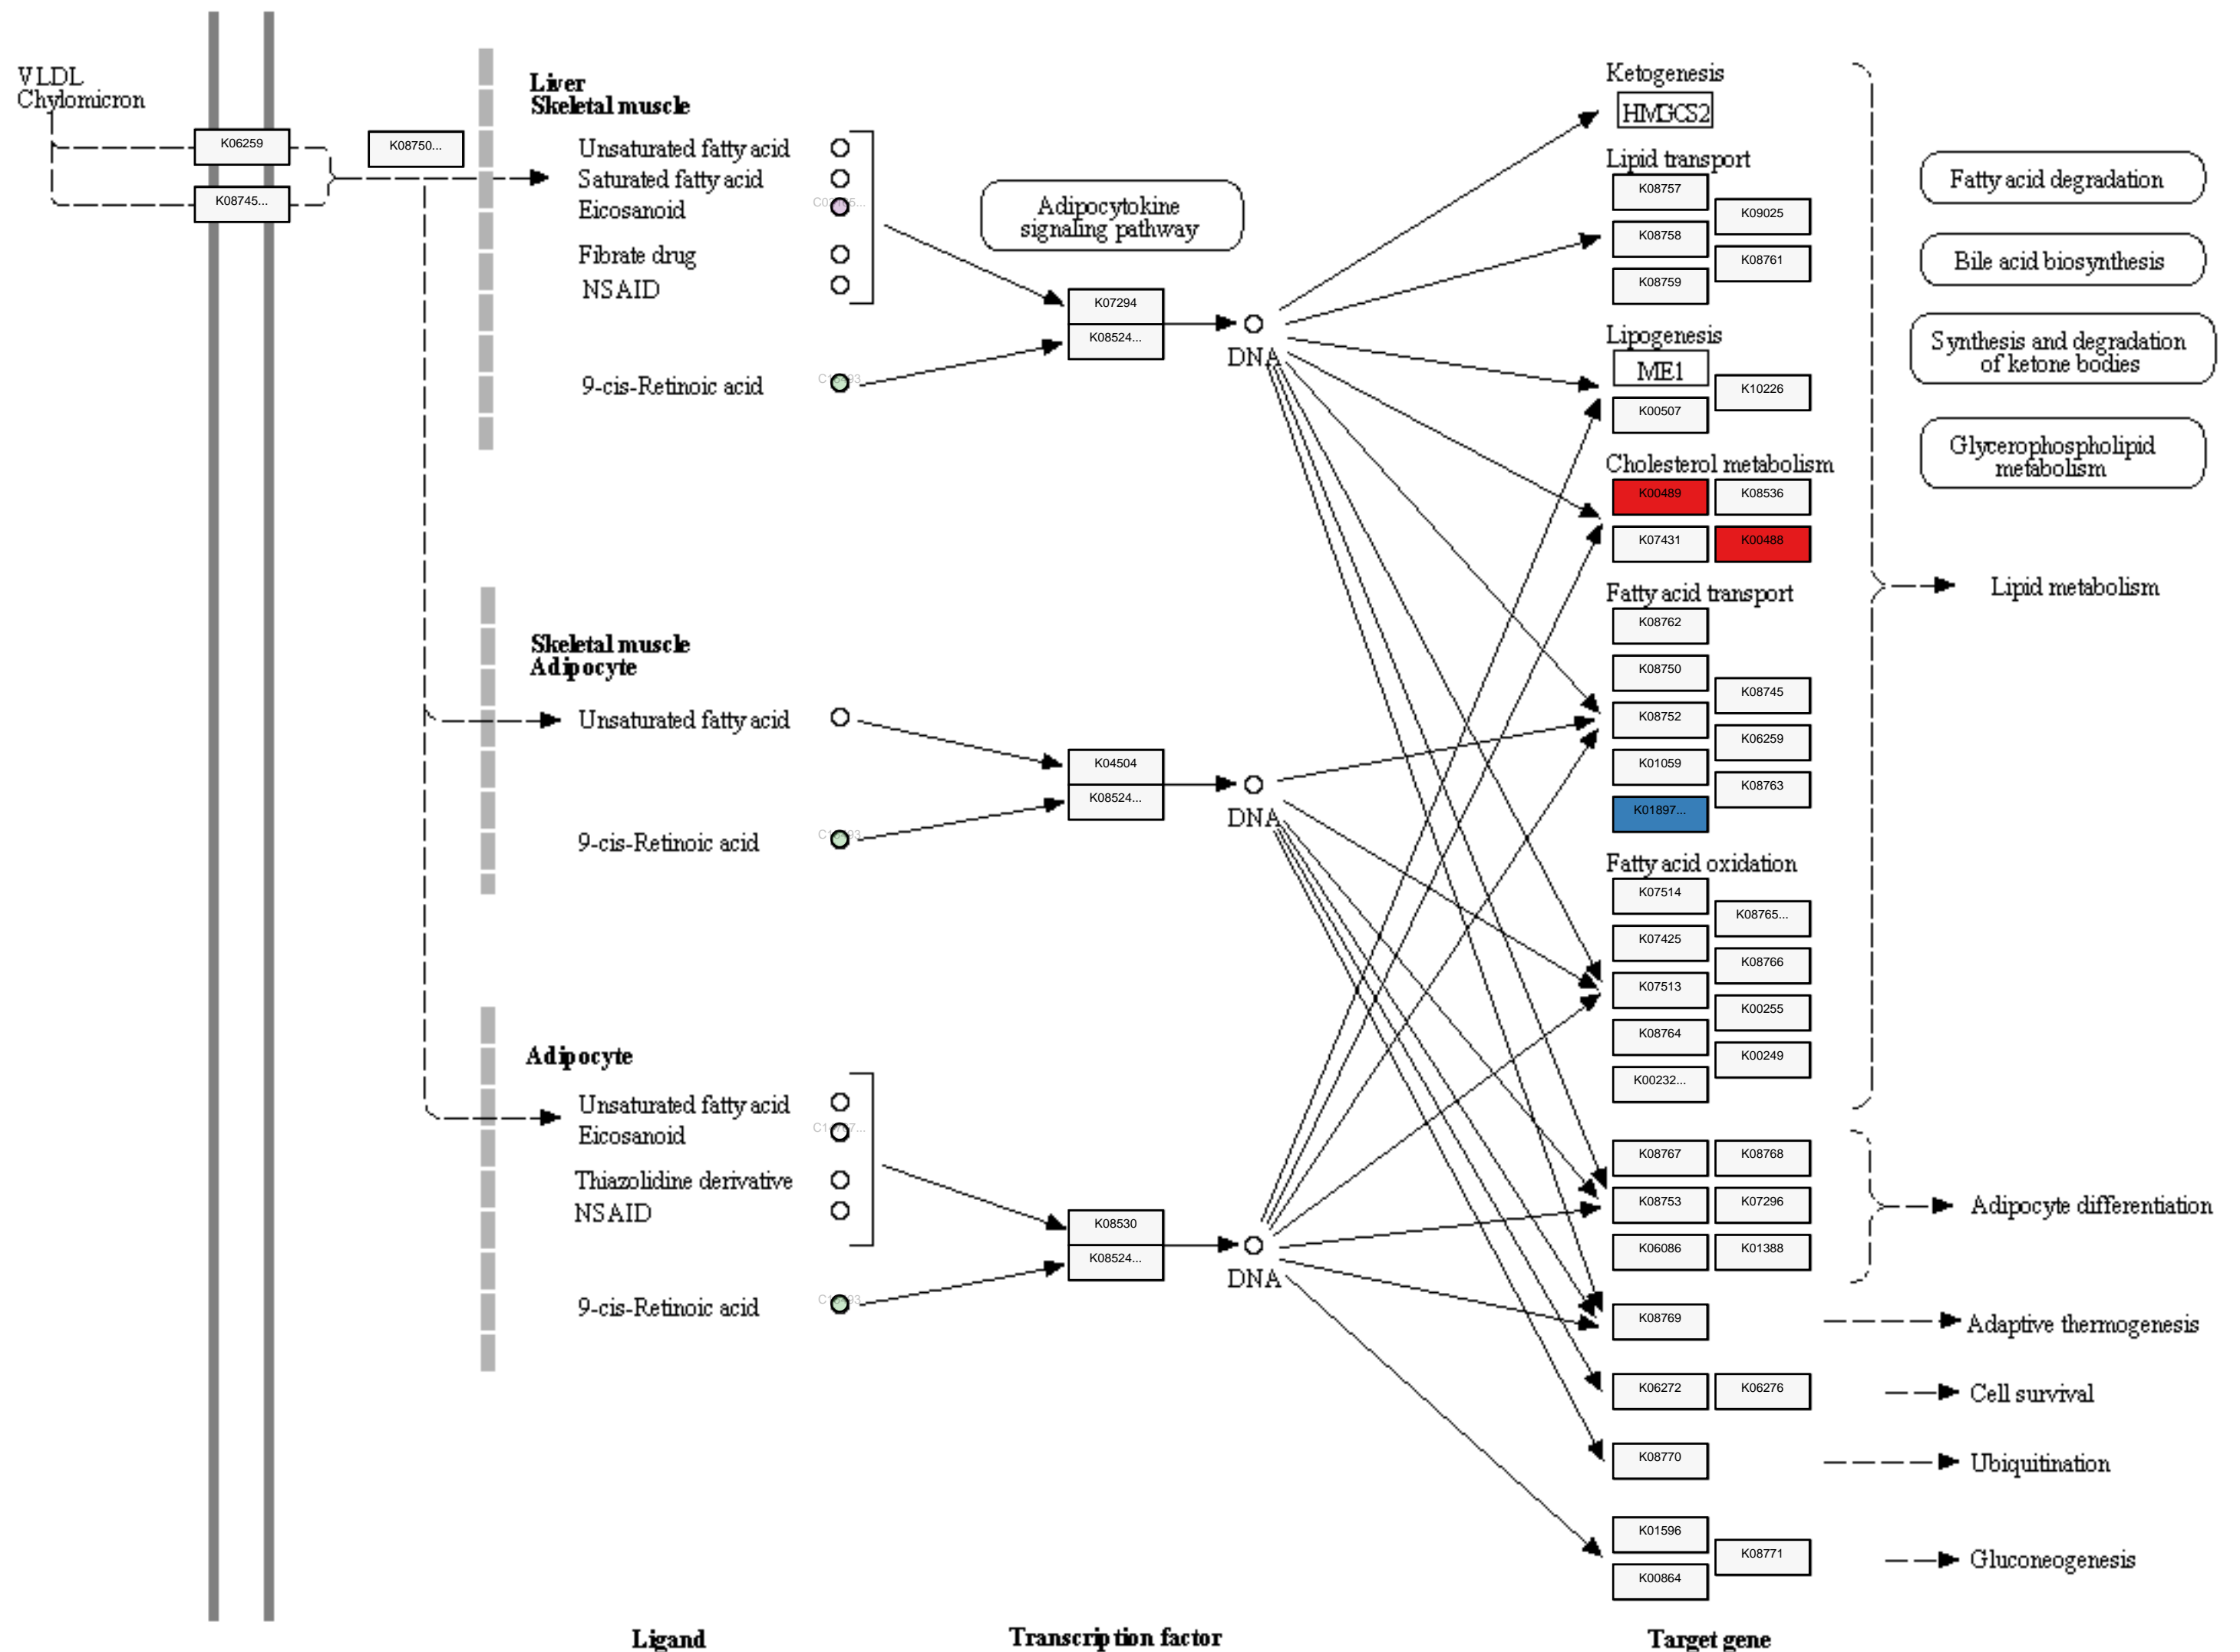 VLDL
Chylomicron
K06259
K08745...
K08750...
Liver
Skeletal muscle
Unsaturated fatty acid
Saturated fatty acid
Eicosanoid
Fibrate drug
NSAID
9-cis-Retinoic acid
Adipocytokine
signaling pathway
K07294
K08524...
DNA
Skeletal muscle
Adipocyte
Unsaturated fatty acid
9-cis-Retinoic acid
K04504
K08524...
DNA
Adipocyte
Unsaturated fatty acid
Eicosanoid
Thiazolidine derivative
NSAID
9-cis-Retinoic acid
K08530
K08524...
DNA
Ketogenesis
HMGCS2
Lipid transport
K08757
K09025
K08758
K08761
K08759
Lipogenesis
ME1
K10226
K00507
Cholesterol metabolism
K00489
K08536
K07431
K00488
Fatty acid transport
K08762
K08750
K08745
K08752
K06259
K01059
K08763
K01897...
Fatty acid oxidation
K07514
K08765...
K07425
K08766
K07513
K00255
K08764
K00249
K00232...
K08767
K08768
K08753
K07296
K06086
K01388
K08769
K06272
K06276
K08770
K01596
K08771
K00864
Fatty acid degradation
Bile acid biosynthesis
Synthesis and degradation
of ketone bodies
Glycerophospholipid
metabolism
Lipid metabolism
Adipocyte differentiation
Adaptive thermogenesis
Cell survival
Ubiquitination
Gluconeogenesis
Ligand
Transcription factor
Target gene